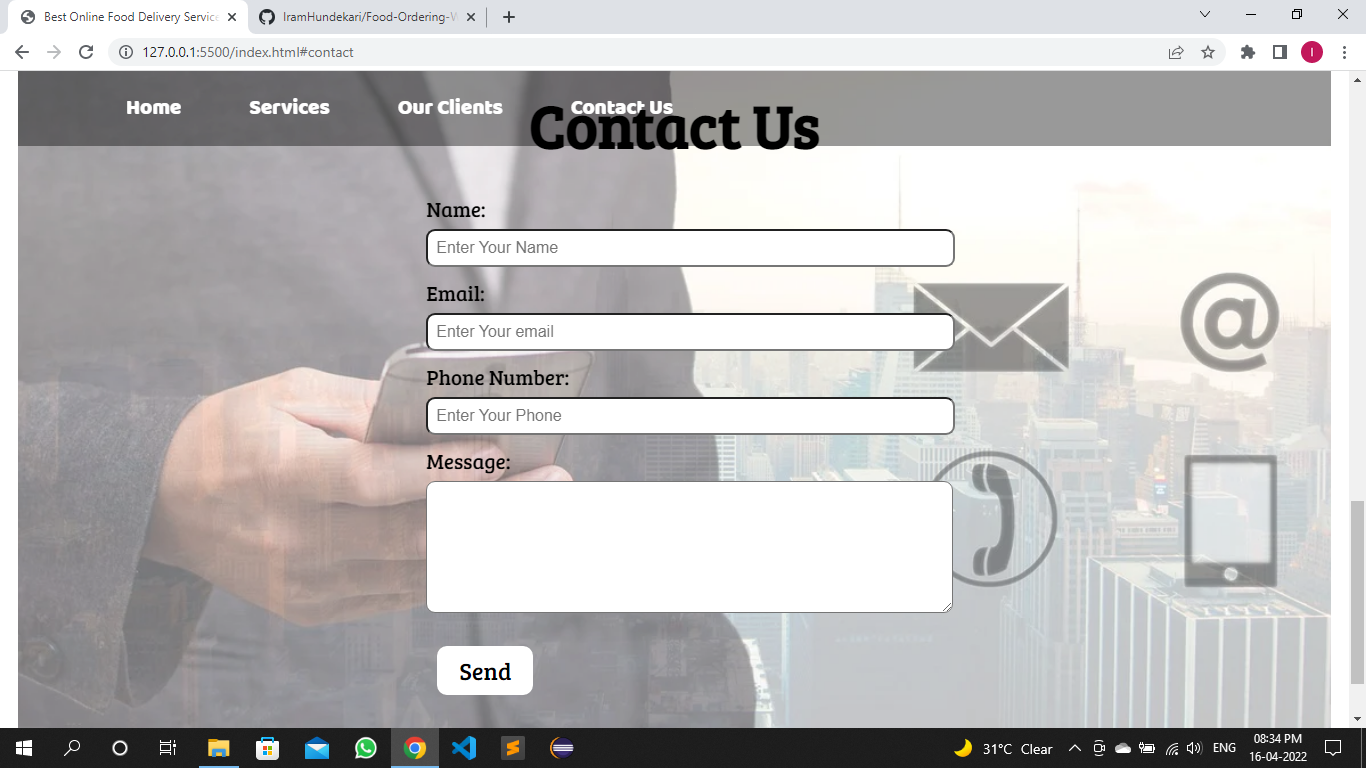 Best Online Food Delivery Service
IramHundekari/Food-Ordering-W
127.0.0.1:5500/index.html#contact
I
Home Services Our Clients Contact Us
Contact Us
Name:
Enter Your Name
Email:
Enter Your email
@
Phone Number:
Enter Your Phone
Message:
Send
31°C Clear
ENG
08:34 PM
16-04-2022